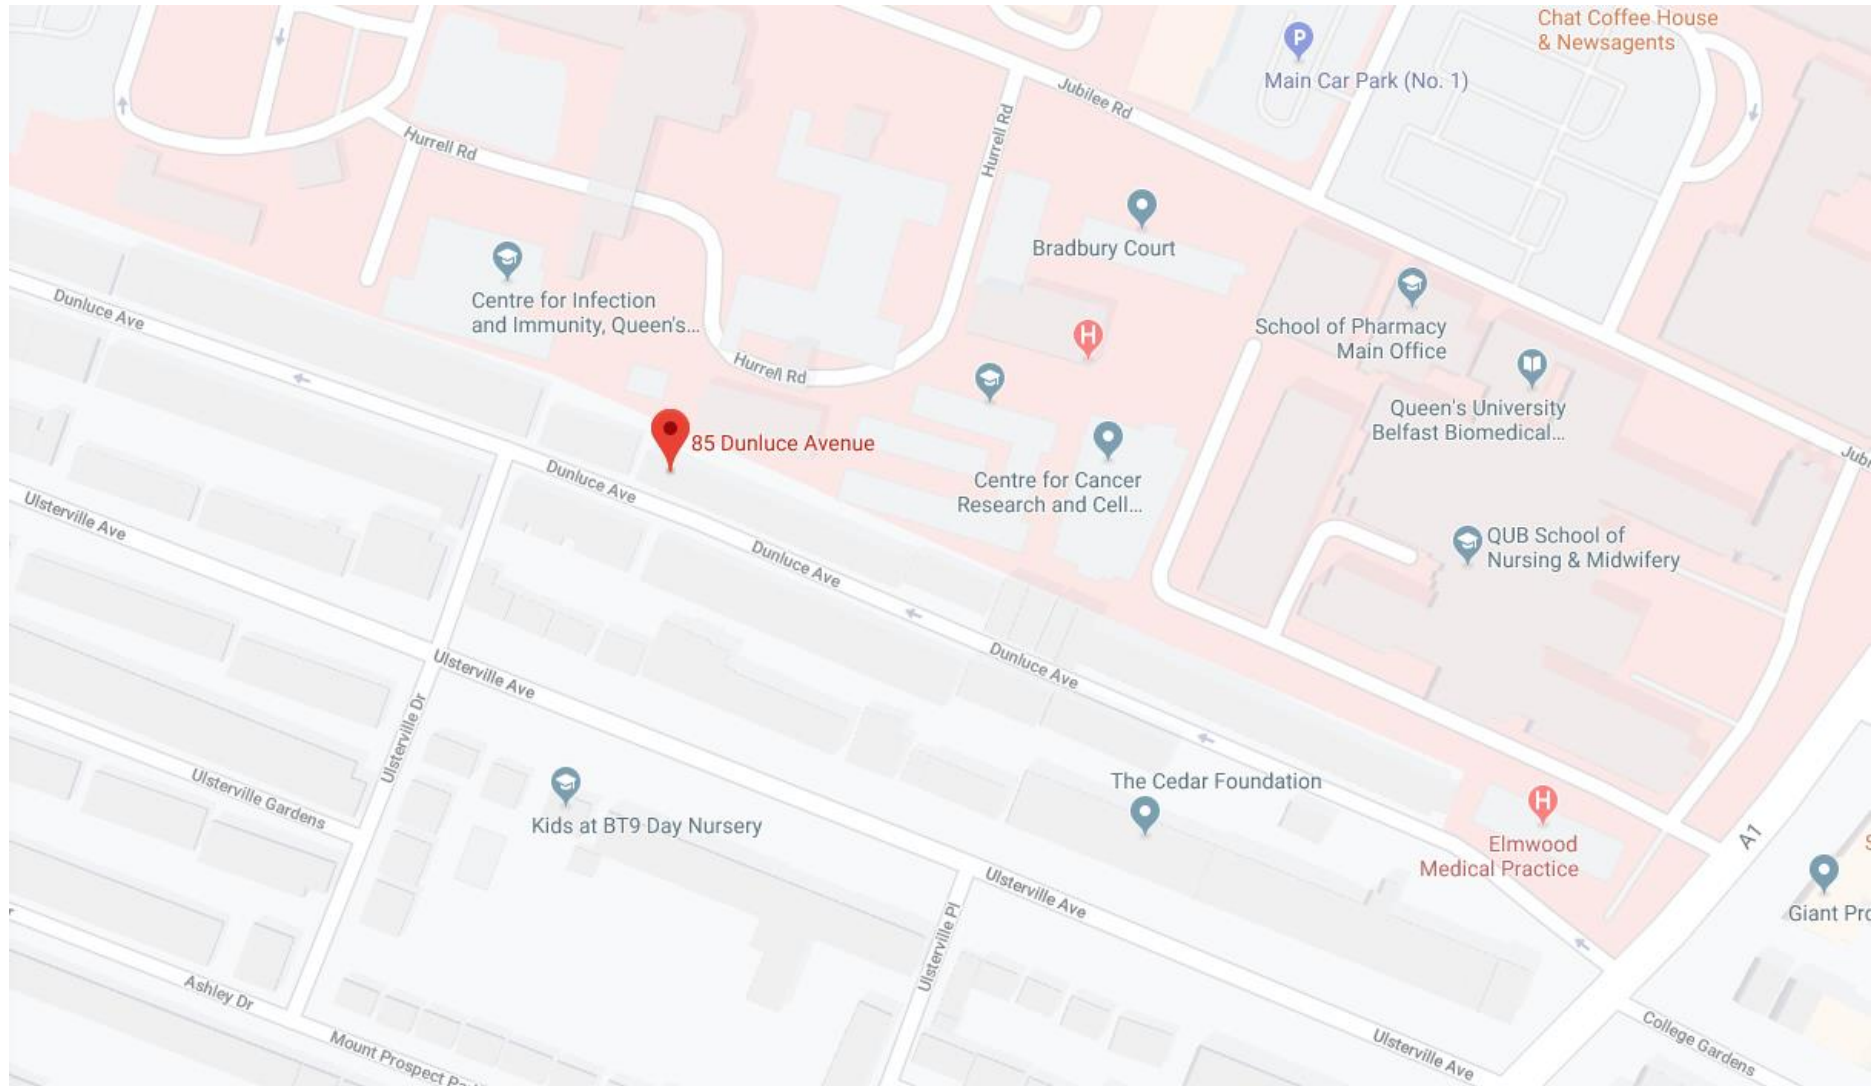 Chat Coffee House
& Newsagents
P
Main Car Park (No. 1)
Jubilee Rd
Hurrell Rd
Hurrell Rd
Bradbury Court
Centre for Infection
and Immunity, Queen's...
Dunluce Ave
School of Pharmacy
Main Office
H
Hurrell Rd
Queen's University
Belfast Biomedical...
85 Dunluce Avenue
Dunluce Ave
Centre for Cancer
Research and Cell...
Ulsterville Ave
QUB School of
Nursing & Midwifery
Dunluce Ave
Dunluce Ave
Ulsterville Ave
Ulsterville Dr
Ulsterville Gardens
Kids at BT9 Day Nursery
The Cedar Foundation
H
Elmwood
Medical Practice
A1
Giant Pro
Ulsterville Ave
Ulsterville Pl
Ashley Dr
Mount Prospect
College Gardens
Ulsterville Ave